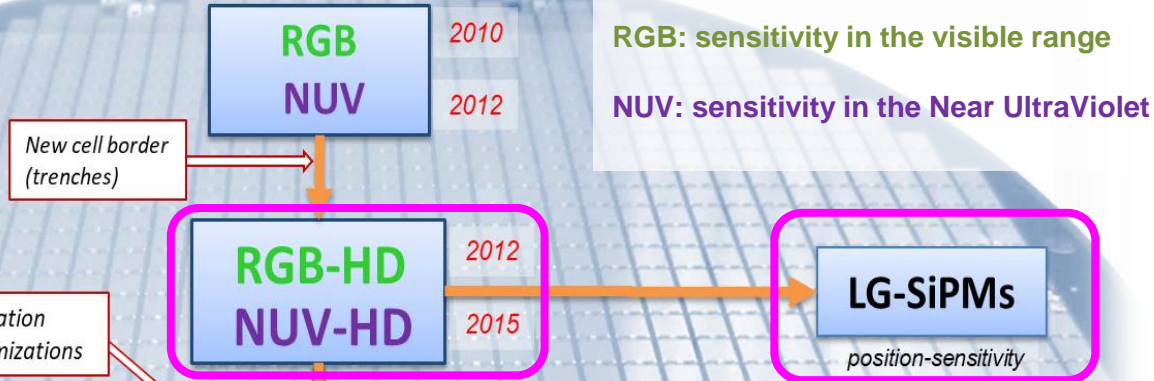 RGB
2010
NUV
2012
RGB: sensitivity in the visible range
NUV: sensitivity in the Near UltraViolet
New cell border
(trenches)
RGB-HD
2012
NUV-HD
2015
LG-SiPMs
position-sensitivity